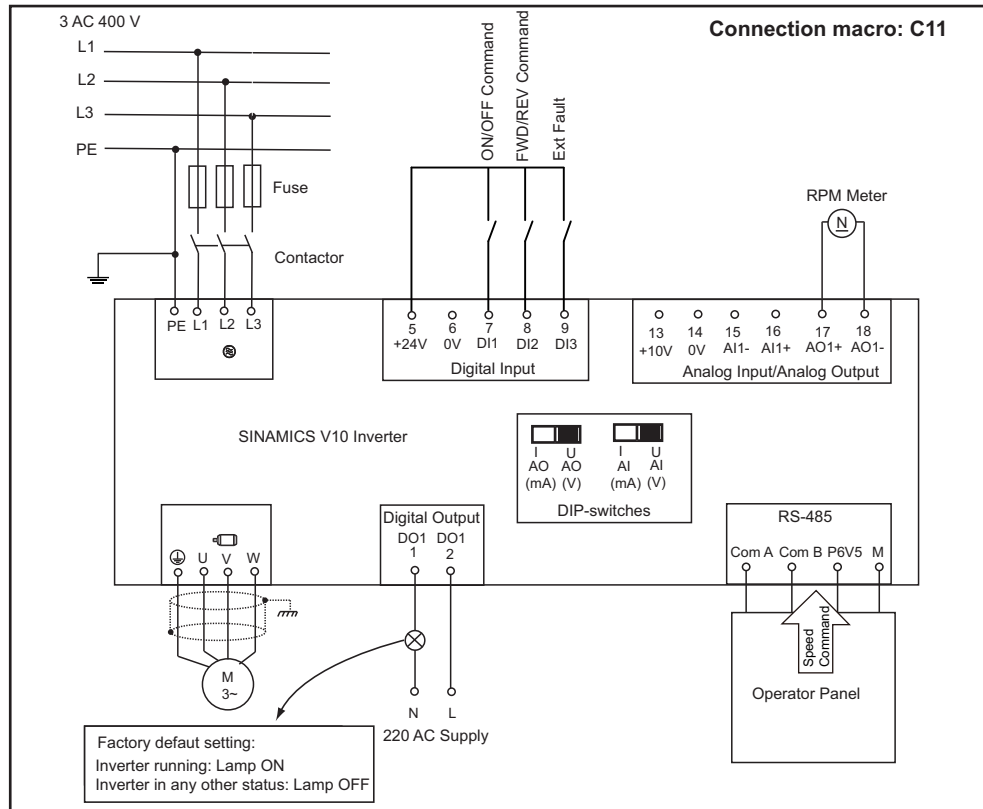 3 AC 400 V
Connection macro: C11
L1
L2
L3
PE
Fuse
Contactor
ON/OFF Command
FWD/REV Command
Ext Fault
RPM Meter
N
PE L1 L2 L3
5 6 7 8 9
+24V 0V DI1 DI2 DI3
Digital Input
13 14 15 16 17 18
+10V 0V AI1- AI1+ AO1+ AO1-
Analog Input/Analog Output
SINAMICS V10 Inverter
I U I U
AO AO AI AI
(mA) (V) (mA) (V)
DIP-switches
U V W
Digital Output
DO1 DO1
1 2
RS-485
Com A Com B P6V5 M
Speed
Command
Operator Panel
M
3~
N L
220 AC Supply
Factory defaut setting:
Inverter running: Lamp ON
Inverter in any other status: Lamp OFF